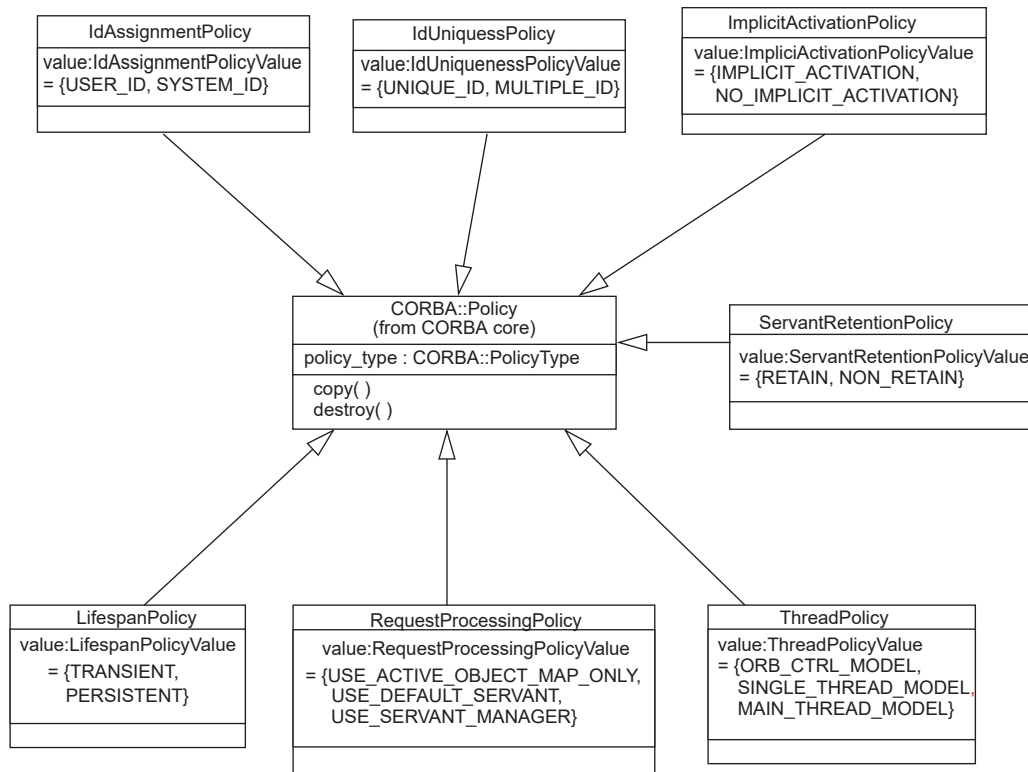 IdAssignmentPolicy
value:IdAssignmentPolicyValue
= {USER_ID, SYSTEM_ID}
IdUniquessPolicy
value:IdUniquenessPolicyValue
= {UNIQUE_ID, MULTIPLE_ID}
ImplicitActivationPolicy
value:ImpliciActivationPolicyValue
= {IMPLICIT_ACTIVATION,
NO_IMPLICIT_ACTIVATION}
CORBA::Policy
(from CORBA core)
policy_type : CORBA::PolicyType
copy( )
destroy( )
ServantRetentionPolicy
value:ServantRetentionPolicyValue
= {RETAIN, NON_RETAIN}
LifespanPolicy
value:LifespanPolicyValue
= {TRANSIENT,
PERSISTENT}
RequestProcessingPolicy
value:RequestProcessingPolicyValue
= {USE_ACTIVE_OBJECT_MAP_ONLY,
USE_DEFAULT_SERVANT,
USE_SERVANT_MANAGER}
ThreadPolicy
value:ThreadPolicyValue
= {ORB_CTRL_MODEL,
SINGLE_THREAD_MODEL,
MAIN_THREAD_MODEL}